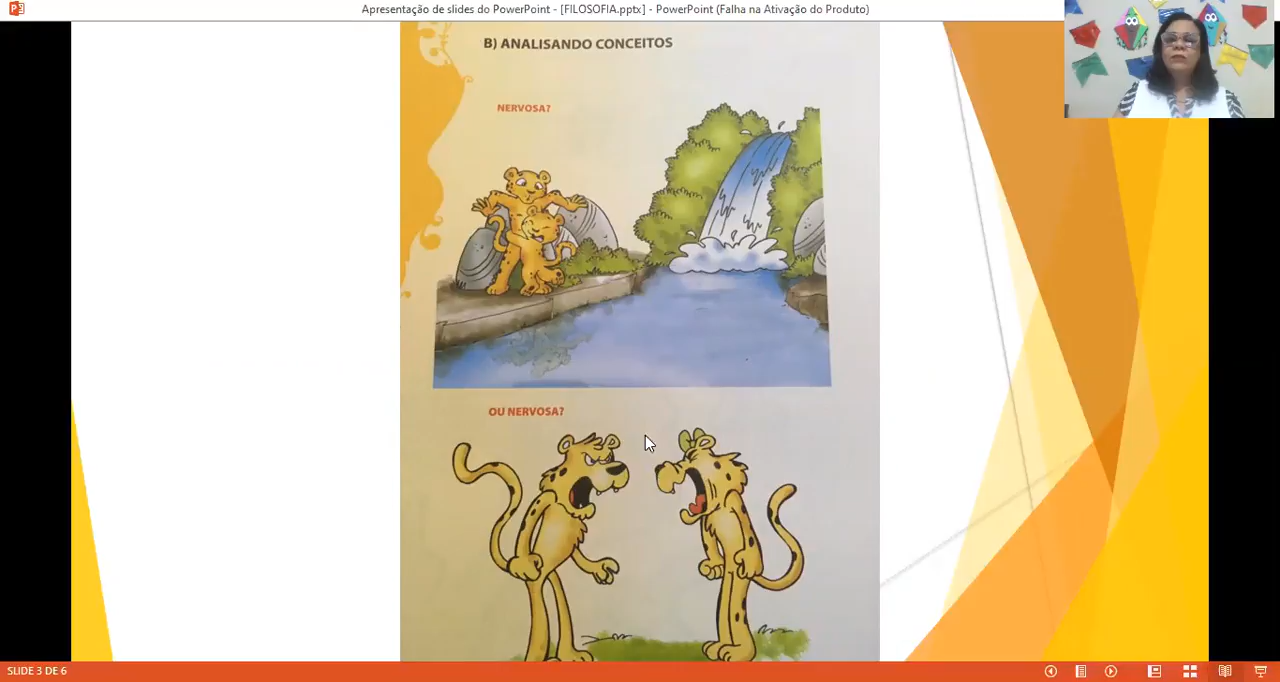 Apresentação de slides do PowerPoint - [FILOSOFIA.pptx] - PowerPoint (Falha na Ativação do Produto)
B) ANALISANDO CONCEITOS
NERVOSA?
OU NERVOSA?
SLIDE 3 DE 6